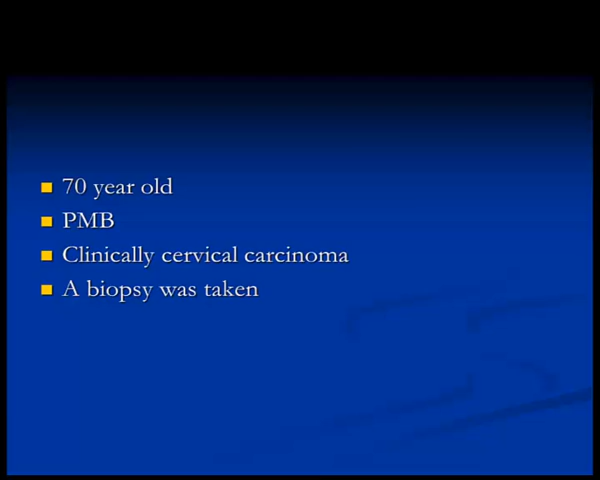 70 year old
PMB
Clinically cervical carcinoma
A biopsy was taken